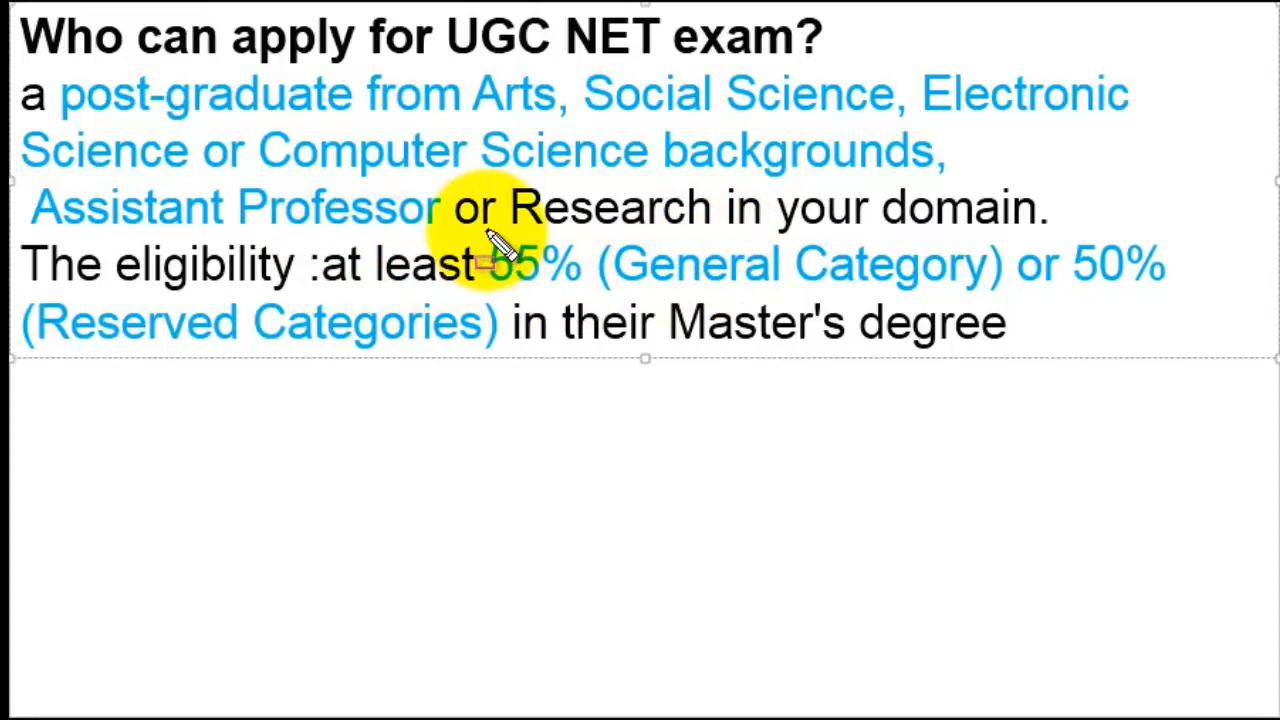 Who can apply for UGC NET exam?
a post-graduate from Arts, Social Science, Electronic
Science or Computer Science backgrounds,
Assistant Professor or Research in your domain.
The eligibility :at least 55% (General Category) or 50%
(Reserved Categories) in their Master's degree